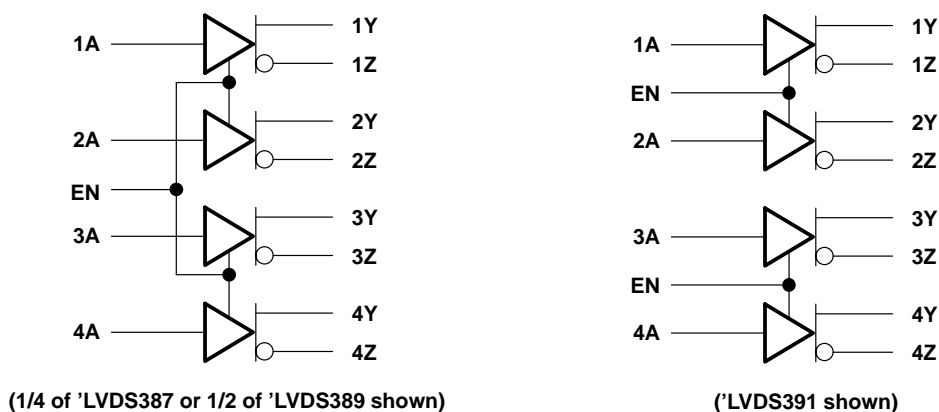 1A
1Y
1Z
2A
2Y
2Z
EN
3A
3Y
3Z
4A
4Y
4Z
(1/4 of ’LVDS387 or 1/2 of ’LVDS389 shown)
1A
1Y
1Z
EN
2A
2Y
2Z
3A
3Y
3Z
EN
4A
4Y
4Z
(’LVDS391 shown)